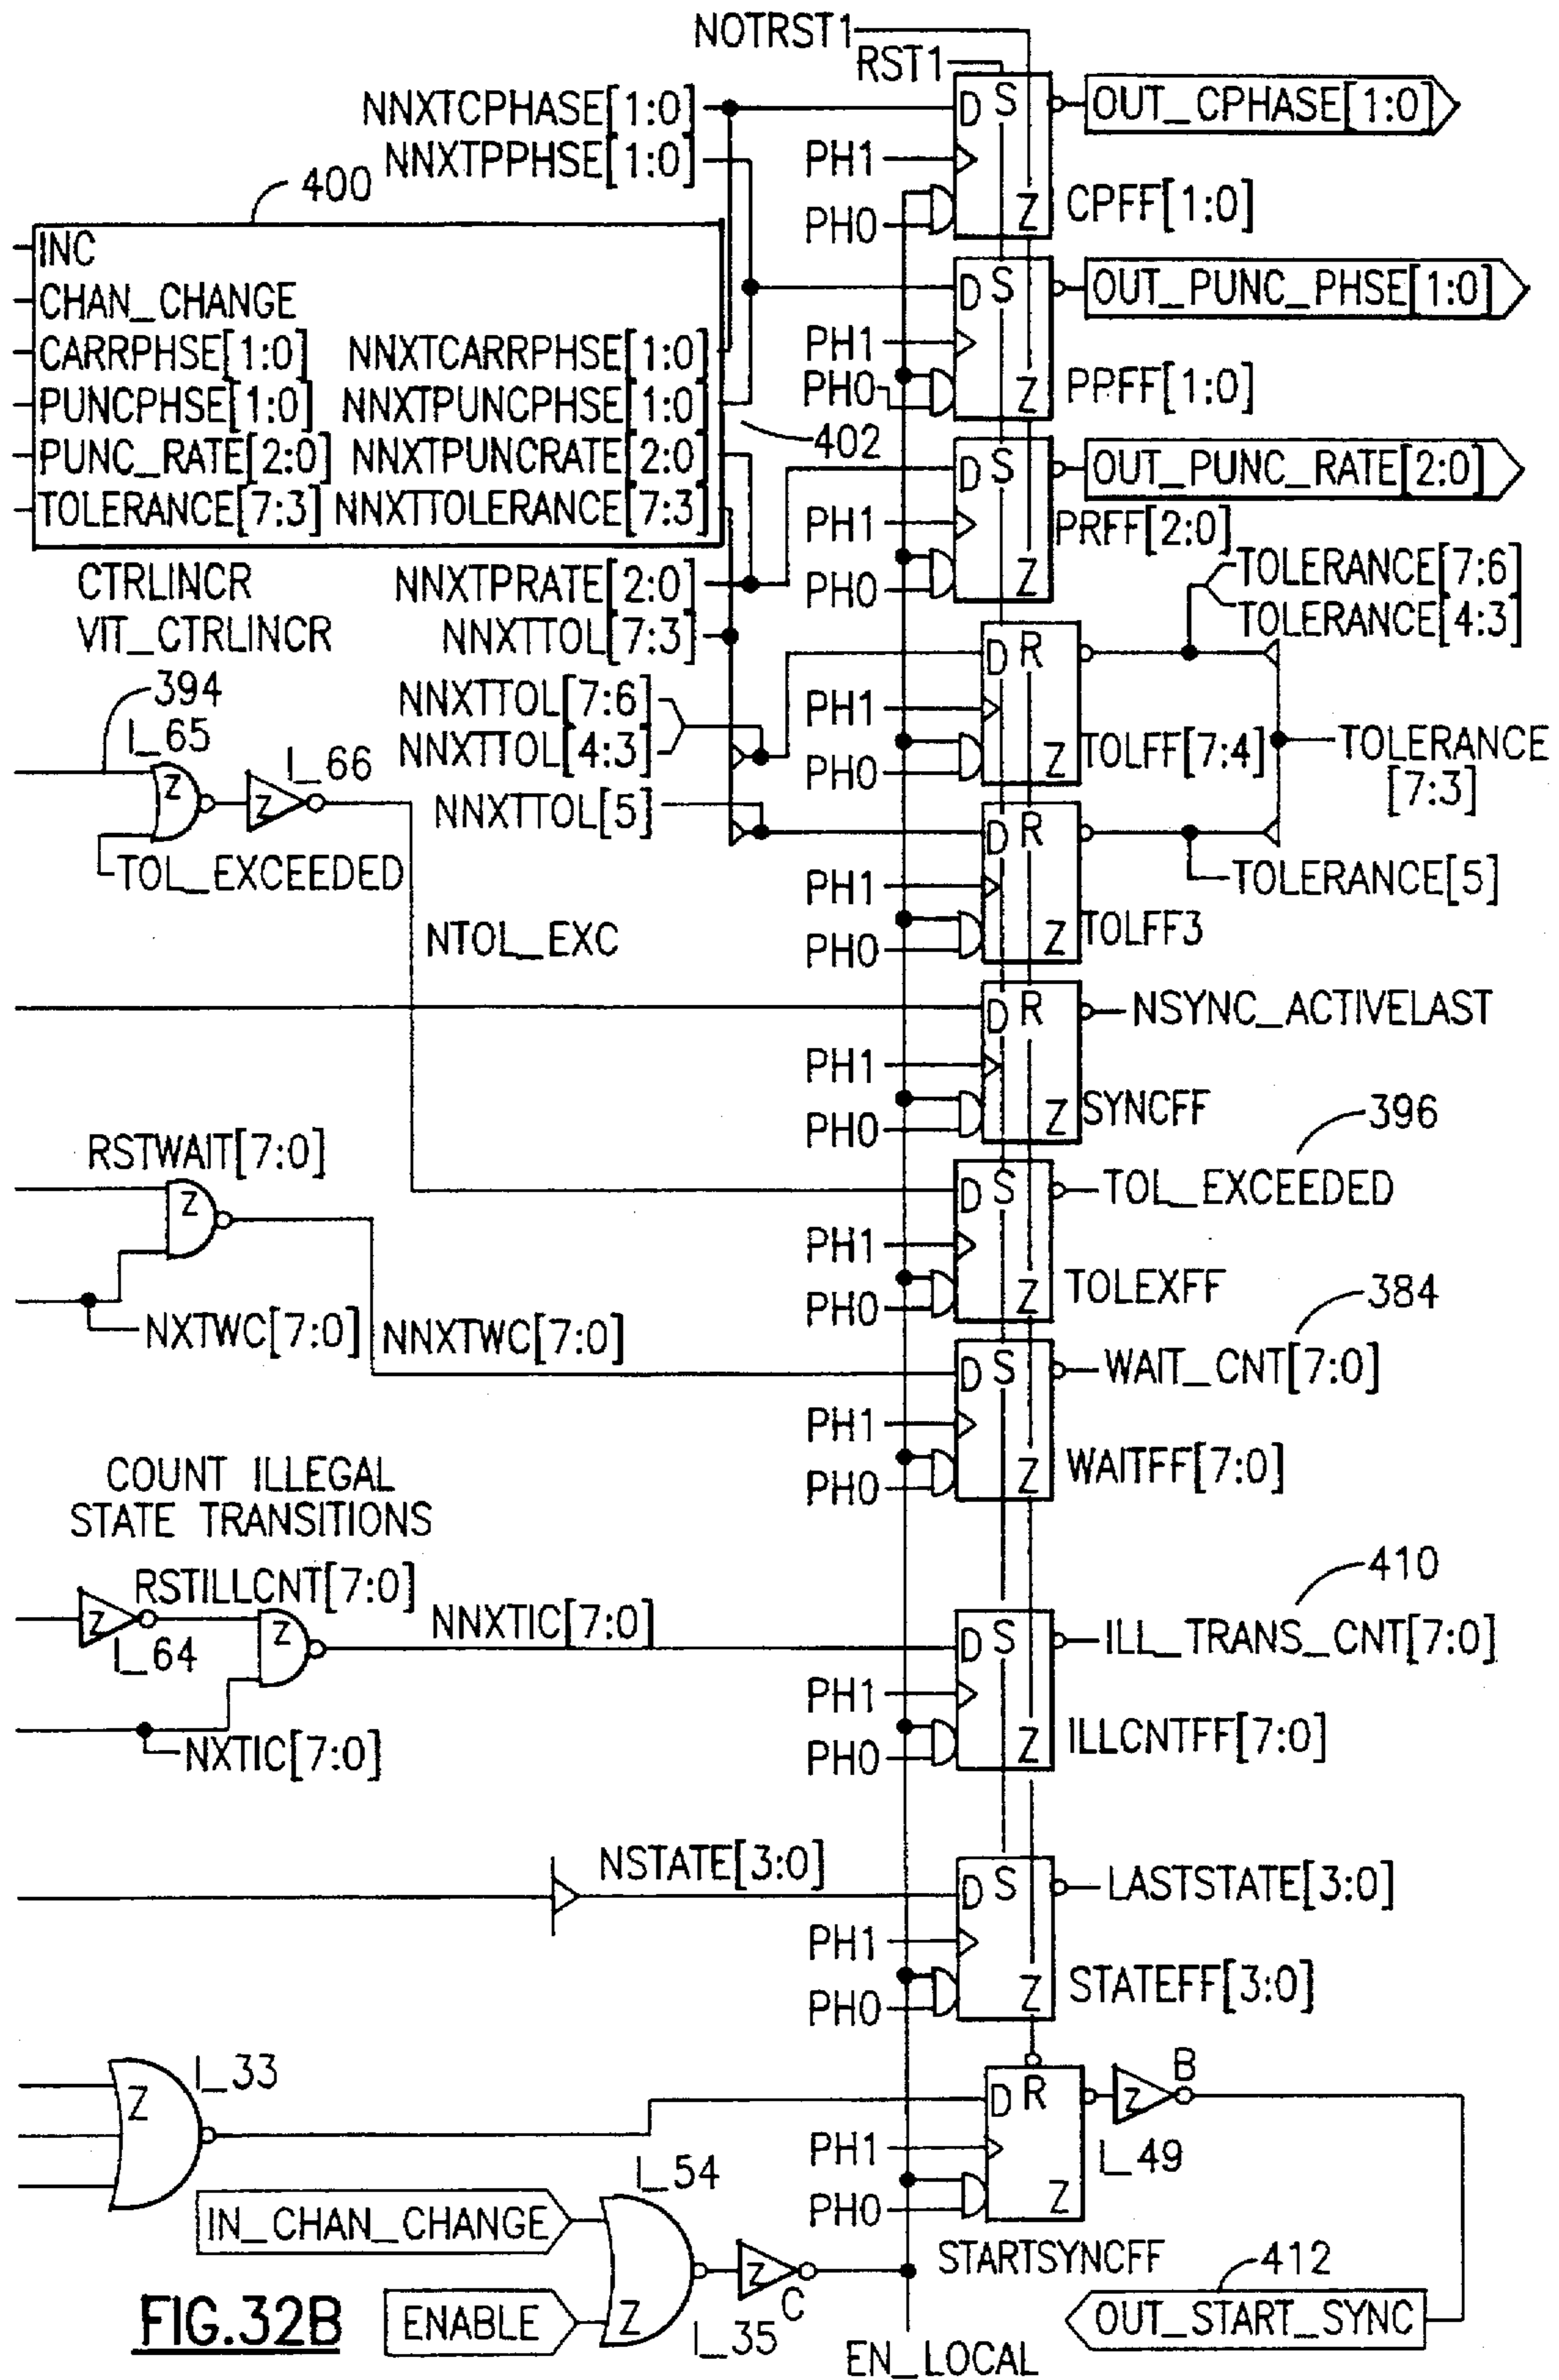 NOTRST1
RST1
NNXTCPHASE[1:0]
D S
OUT_CPHASE[1:0]
NNXTPPHSE[1:0]
PH1
400
PH0
Z
CPFF[1:0]
INC
CHAN_CHANGE
D S
OUT_PUNC_PHSE[1:0]
CARRPHSE[1:0] NNXTCARRPHSE[1:0]
PH1
PUNCPHSE[1:0] NNXTPUNCPHSE[1:0]
PH0
Z
PPFF[1:0]
402
PUNC_RATE[2:0] NNXTPUNCRATE[2:0]
D S
OUT_PUNC_RATE[2:0]
TOLERANCE[7:3] NNXTTOLERANCE[7:3]
PH1
PRFF[2:0]
CTRLINCR
NNXTPRATE[2:0]
PH0
Z
TOLERANCE[7:6]
TOLERANCE[4:3]
VIT_CTRLINCR
NNXTTOL[7:3]
D R
394
NNXTTOL[7:6]
PH1
I_65
NNXTTOL[4:3]
PH0
Z
TOLFF[7:4]
TOLERANCE
[7:3]
I_66
Z
Z
NNXTTOL[5]
D R
TOL_EXCEEDED
PH1
TOLERANCE[5]
NTOL_EXC
PH0
Z
TOLFF3
D R
NSYNC_ACTIVELAST
PH1
PH0
Z
SYNCFF
396
RSTWAIT[7:0]
Z
D S
TOL_EXCEEDED
PH1
TOLEXFF
PH0
Z
384
NXTWC[7:0]
NNXTWC[7:0]
D S
WAIT_CNT[7:0]
PH1
PH0
Z
WAITFF[7:0]
COUNT ILLEGAL
STATE TRANSITIONS
410
RSTILLCNT[7:0]
Z
I_64
Z
NNXTIC[7:0]
D S
ILL_TRANS_CNT[7:0]
PH1
NXTIC[7:0]
PH0
Z
ILLCNTFF[7:0]
NSTATE[3:0]
D S
LASTSTATE[3:0]
PH1
PH0
Z
STATEFF[3:0]
I_33
Z
D R
Z
B
PH1
I_49
I_54
PH0
Z
IN_CHAN_CHANGE
STARTSYNCFF
412
Z
C
ENABLE
Z
I_35
OUT_START_SYNC
EN_LOCAL
FIG.32B